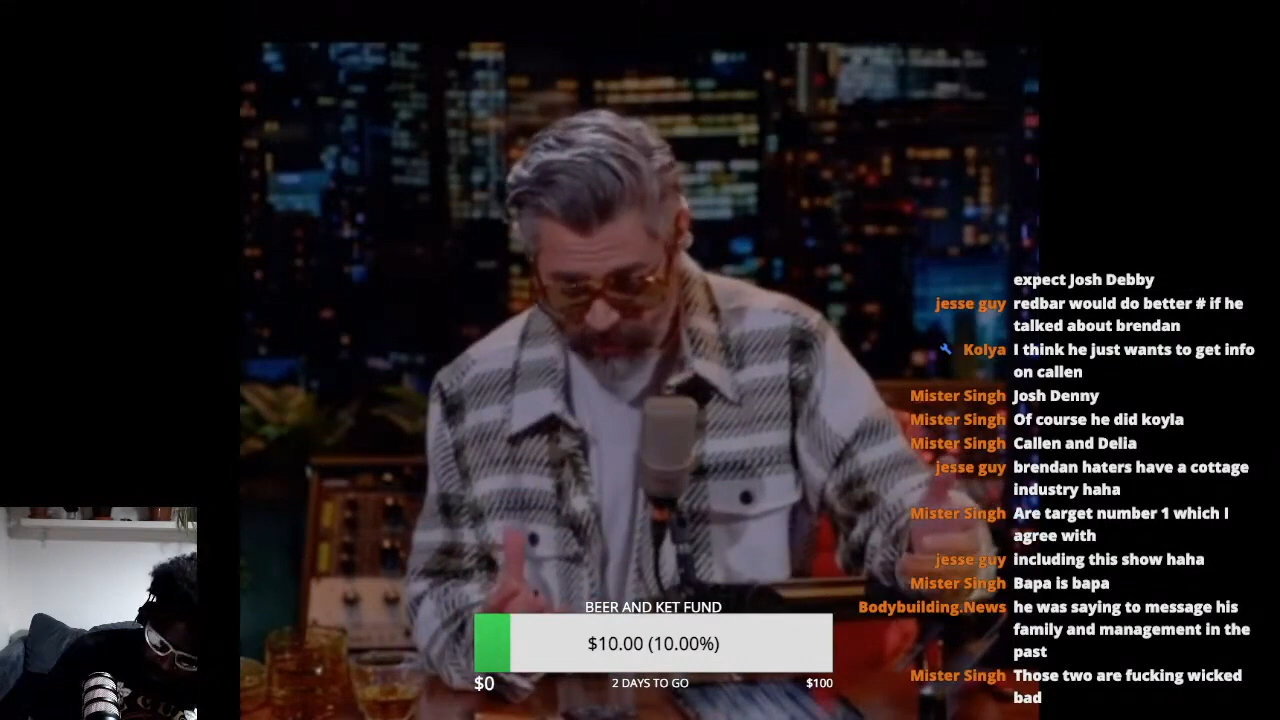 expect Josh Debby
jesse guy redbar would do better # if he
talked about brendan
Kolya I think he just wants to get info
on callen
Mister Singh Josh Denny
Mister Singh Of course he did koyla
Mister Singh Callen and Delia
jesse guy brendan haters have a cottage
industry haha
Mister Singh Are target number 1 which I
agree with
jesse guy including this show haha
Mister Singh Bapa is bapa
Bodybuilding.News he was saying to message his
family and management in the
past
Mister Singh Those two are fucking wicked
bad
BEER AND KET FUND
$10.00 (10.00%)
$0 2 DAYS TO GO $100